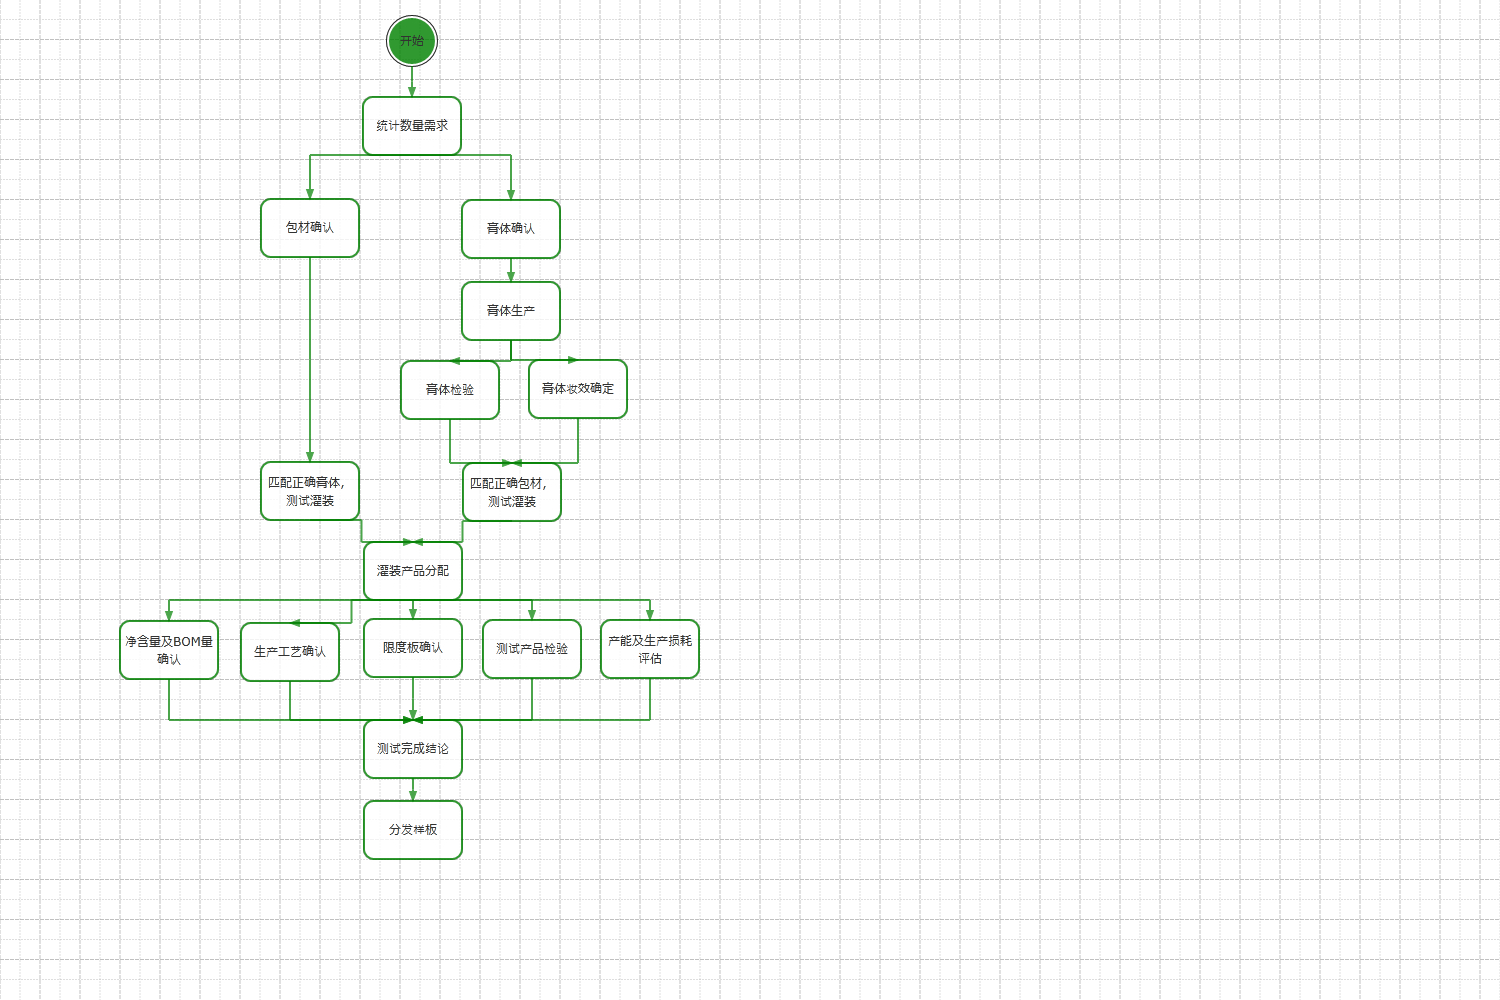 开始
统计数量需求
包材确认
膏体确认
膏体生产
膏体检验
膏体妆效确定
匹配正确膏体，
测试灌装
匹配正确包材，
测试灌装
灌装产品分配
净含量及BOM量
确认
生产工艺确认
限度板确认
测试产品检验
产能及生产损耗
评估
测试完成结论
分发样板